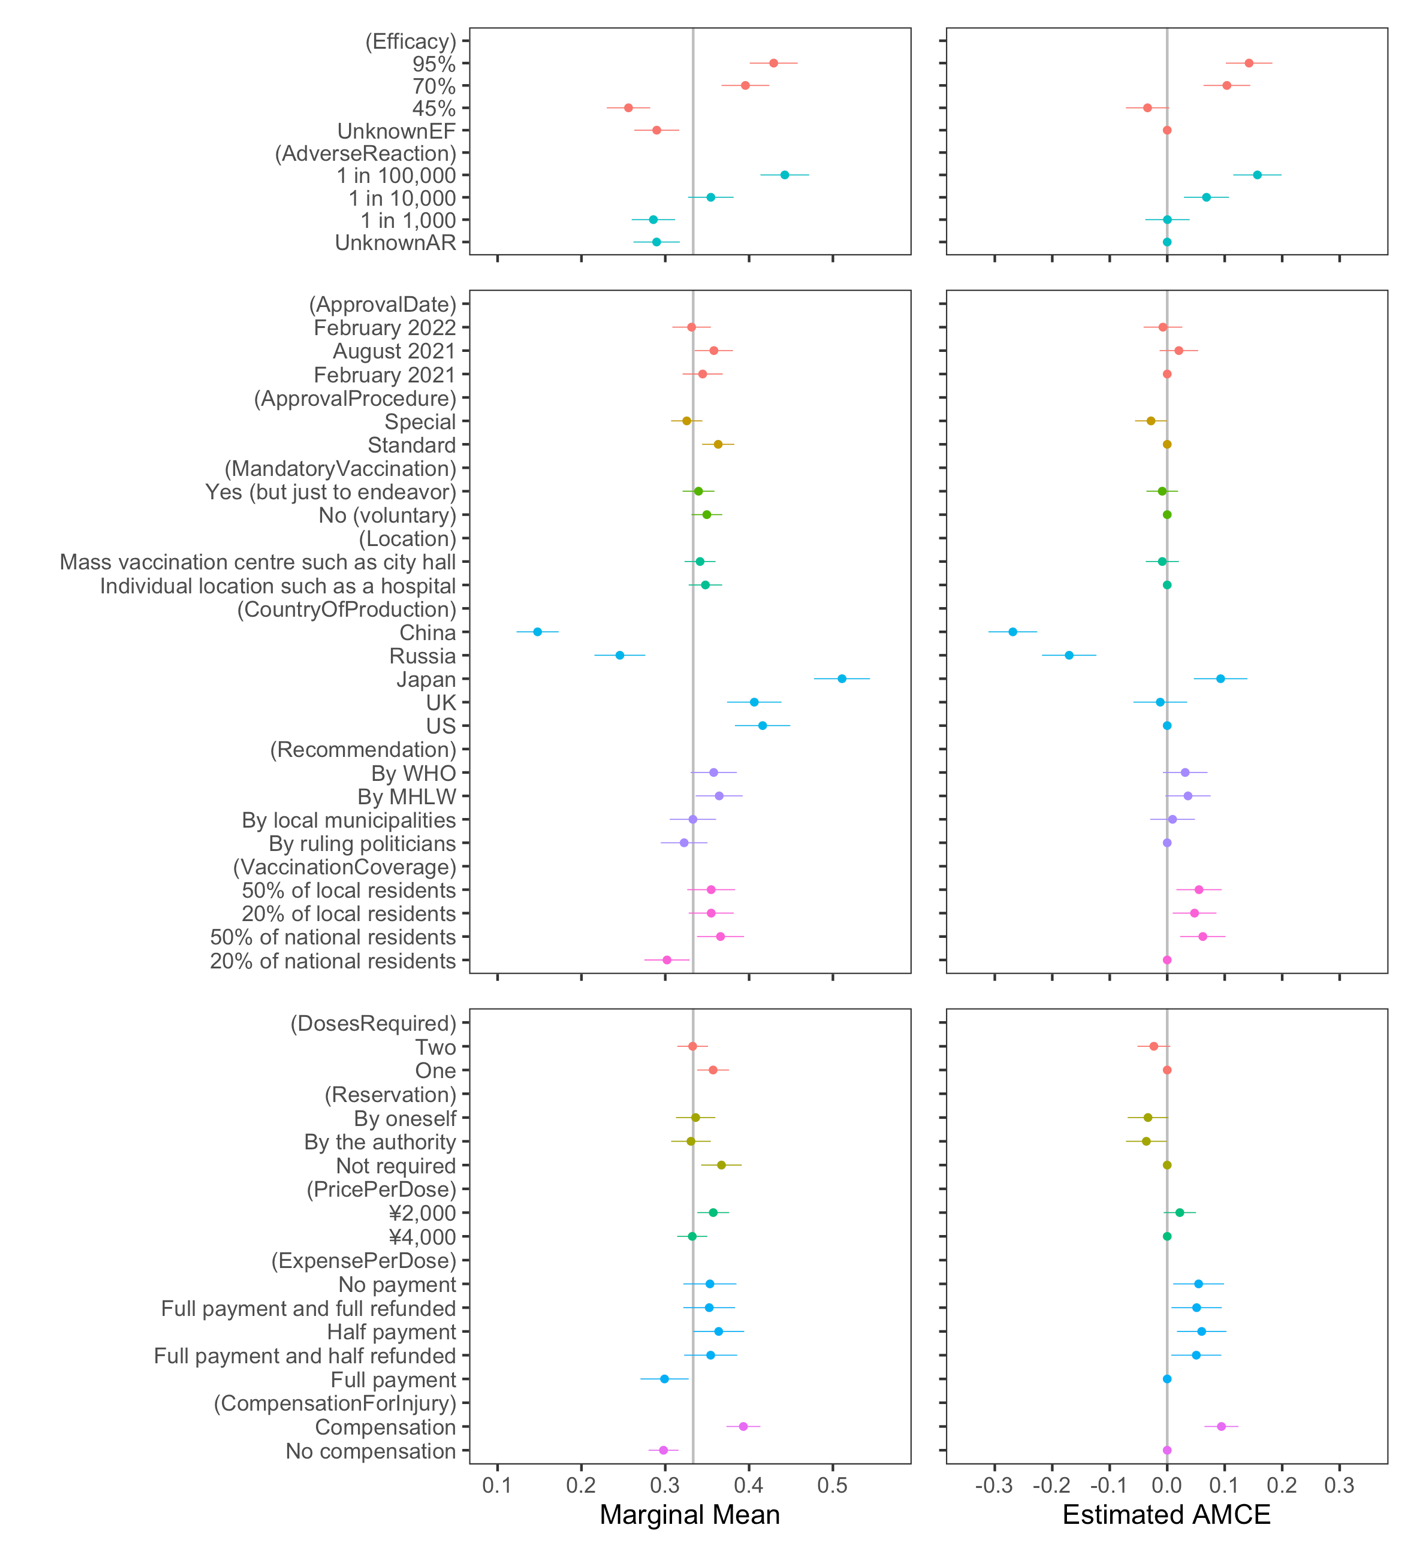 (Efficacy)
95%
70%
45%
UnknownEF
(AdverseReaction)
1 in 100,000
1 in 10,000
1 in 1,000
UnknownAR
(ApprovalDate)
February 2022
August 2021
February 2021
(ApprovalProcedure)
Special
Standard
(MandatoryVaccination)
Yes (but just to endeavor)
No (voluntary)
(Location)
Mass vaccination centre such as city hall
Individual location such as a hospital
(CountryOfProduction)
China
Russia
Japan
UK
US
(Recommendation)
By WHO
By MHLW
By local municipalities
By ruling politicians
(VaccinationCoverage)
50% of local residents
20% of local residents
50% of national residents
20% of national residents
(DosesRequired)
Two
One
(Reservation)
By oneself
By the authority
Not required
(PricePerDose)
¥2,000
¥4,000
(ExpensePerDose)
No payment
Full payment and full refunded
Half payment
Full payment and half refunded
Full payment
(CompensationForInjury)
Compensation
No compensation
0.1 0.2 0.3 0.4 0.5
Marginal Mean
-0.3 -0.2 -0.1 0.0 0.1 0.2 0.3
Estimated AMCE